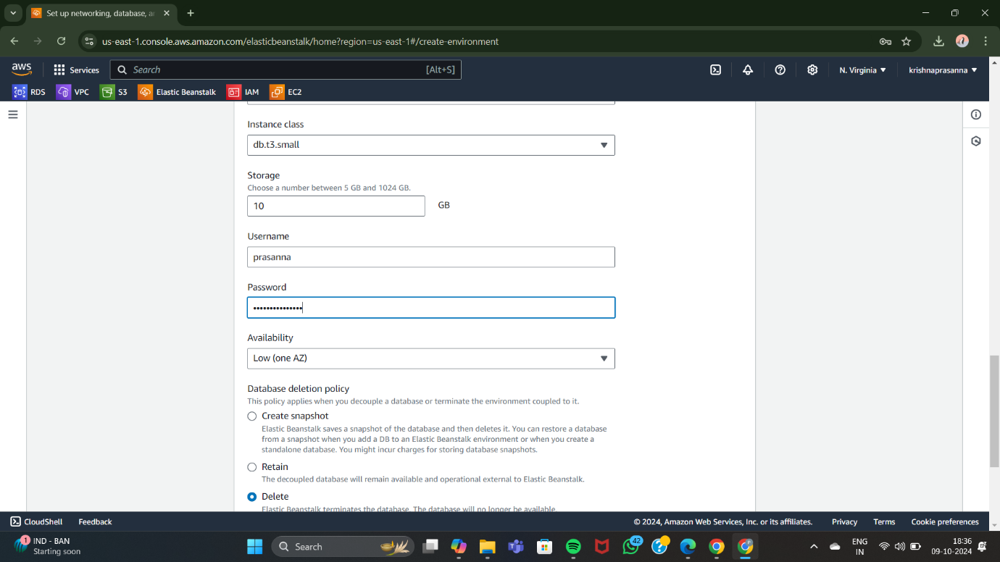 Set up networking, database, ar
us-east-1.console.aws.amazon.com/elasticbeanstalk/home?region=us-east-1#/create-environment
aws Services Search [Alt+S] N. Virginia krishnaprasanna
RDS VPC S3 Elastic Beanstalk IAM EC2
Instance class
db.t3.small
Storage
Choose a number between 5 GB and 1024 GB.
10 GB
Username
prasanna
Password
•••••••••••••••
Availability
Low (one AZ)
Database deletion policy
This policy applies when you decouple a database or terminate the environment coupled to it.
Create snapshot
Elastic Beanstalk saves a snapshot of the database and then deletes it. You can restore a database
from a snapshot when you add a DB to an Elastic Beanstalk environment or when you create a
standalone database. You might incur charges for storing database snapshots.
Retain
The decoupled database will remain available and operational external to Elastic Beanstalk.
Delete
Elastic Beanstalk terminates the database. The database will no longer be available.
CloudShell Feedback © 2024, Amazon Web Services, Inc. or its affiliates. Privacy Terms Cookie preferences
1 IND - BAN
Starting soon
Search
42
ENG
IN
18:36
09-10-2024